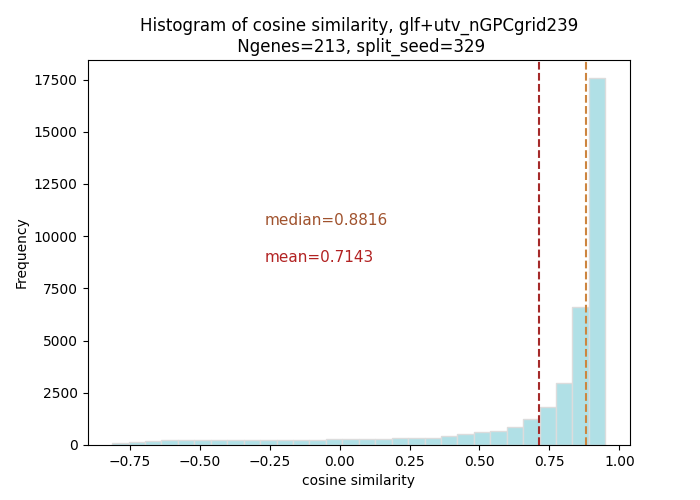 Histogram of cosine similarity, glf+utv_nGPCgrid239
Ngenes=213, split_seed=329
17500
15000
12500
10000
7500
5000
2500
0
Frequency
median=0.8816
mean=0.7143
−0.75 −0.50 −0.25 0.00 0.25 0.50 0.75 1.00
cosine similarity